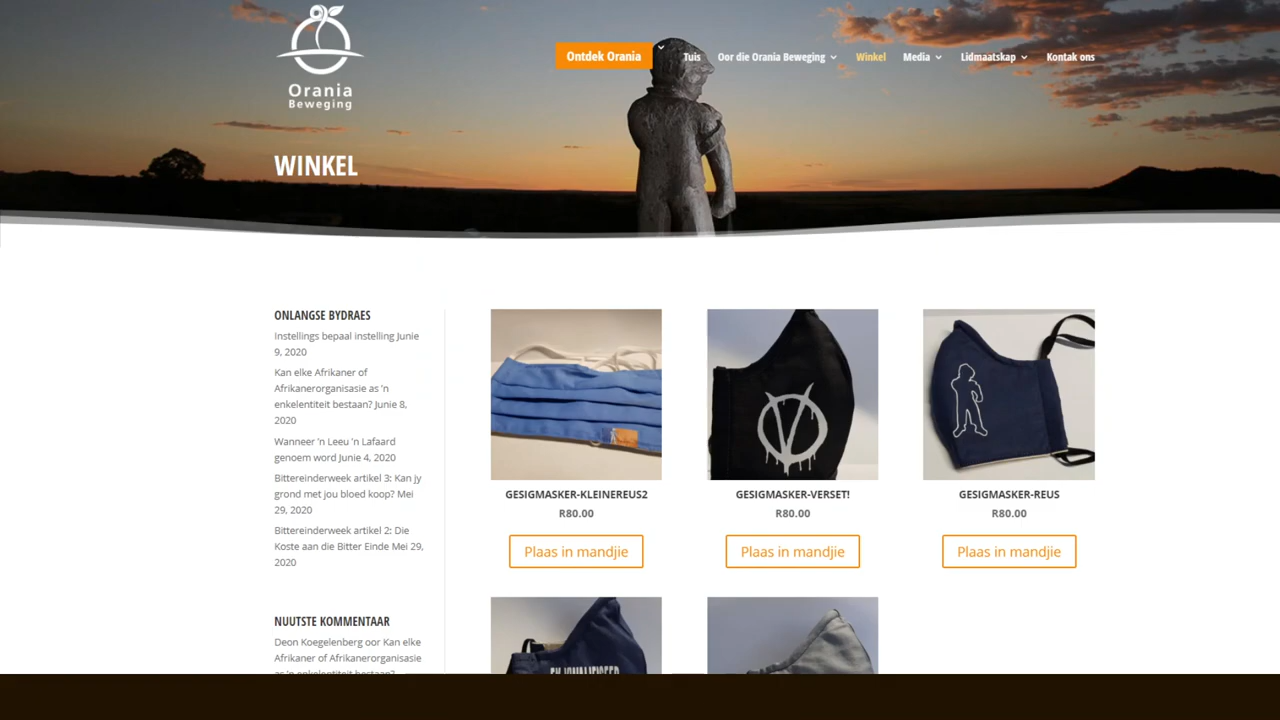 Orania
Beweging
Ontdek Orania
Tuis
Oor die Orania Beweging
Winkel
Media
Lidmaatskap
Kontak ons
WINKEL
ONLANGSE BYDRAES
Instellings bepaal instelling Junie
9, 2020
Kan elke Afrikaner of
Afrikanerorganisasie as 'n
enkelentiteit bestaan? Junie 8,
2020
Wanneer 'n Leeu 'n Lafaard
genoem word Junie 4, 2020
Bittereinderweek artikel 3: Kan jy
grond met jou bloed koop? Mei
29, 2020
Bittereinderweek artikel 2: Die
Koste aan die Bitter Einde Mei 29,
2020
NUUTSTE KOMMENTAAR
Deon Koegelenberg oor Kan elke
Afrikaner of Afrikanerorganisasie
as 'n enkelentiteit bestaan?
V
GESIGMASKER-KLEINEREUS2
R80.00
Plaas in mandjie
GESIGMASKER-VERSET!
R80.00
Plaas in mandjie
GESIGMASKER-REUS
R80.00
Plaas in mandjie